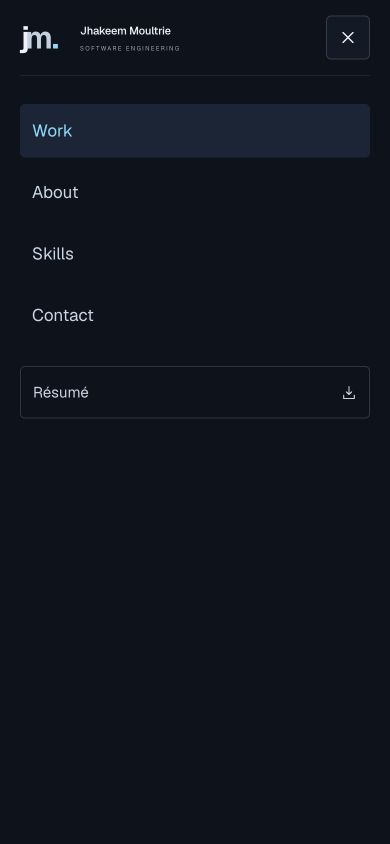 jm.
Jhakeem Moultrie
SOFTWARE ENGINEERING
Work
About
Skills
Contact
Résumé